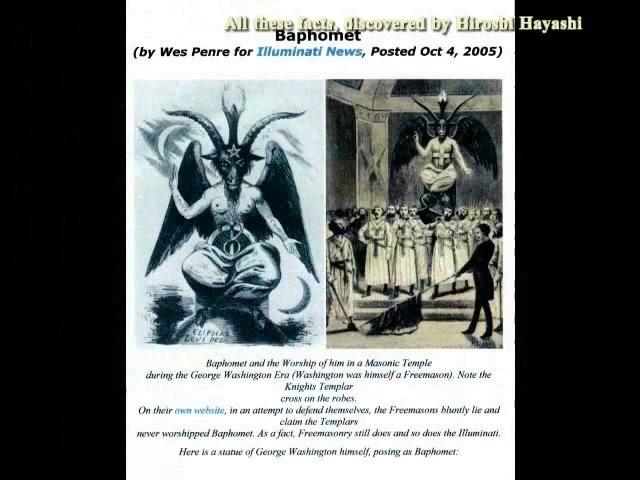 All these facts, discovered by Hiroshi Hayashi
Baphomet
(by Wes Penre for Illuminati News, Posted Oct 4, 2005)
ELIPHAS
LEVI DEL
Baphomet and the Worship of him in a Masonic Temple
during the George Washington Era (Washington was himself a Freemason). Note the
Knights Templar
cross on the robes.
On their own website, in an attempt to defend themselves, the Freemasons bluntly lie and
claim the Templars
never worshipped Baphomet. As a fact, Freemasonry still does and so does the Illuminati.
Here is a statue of George Washington himself, posing as Baphomet: